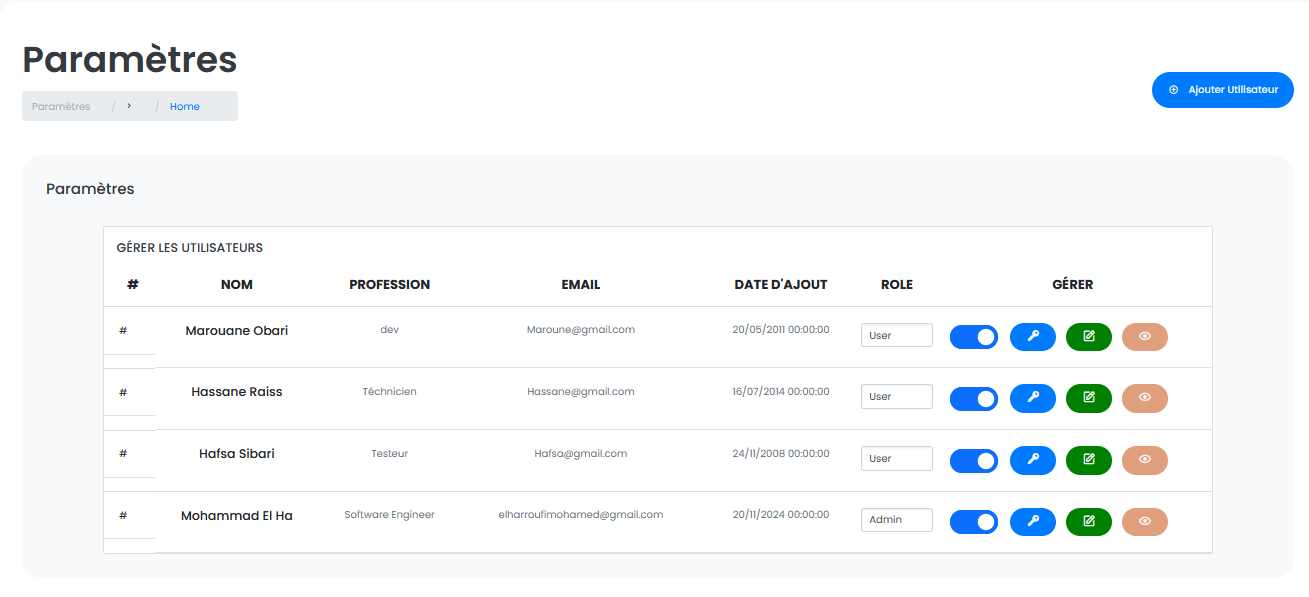 Paramètres
Paramètres / › / Home
Ajouter Utilisateur
Paramètres
GÉRER LES UTILISATEURS
# NOM PROFESSION EMAIL DATE D'AJOUT ROLE GÉRER
# Marouane Obari dev Maroune@gmail.com 20/05/2011 00:00:00 User
# Hassane Raiss Téchnicien Hassane@gmail.com 16/07/2014 00:00:00 User
# Hafsa Sibari Testeur Hafsa@gmail.com 24/11/2008 00:00:00 User
# Mohammad El Ha Software Engineer elharroufimohamed@gmail.com 20/11/2024 00:00:00 Admin